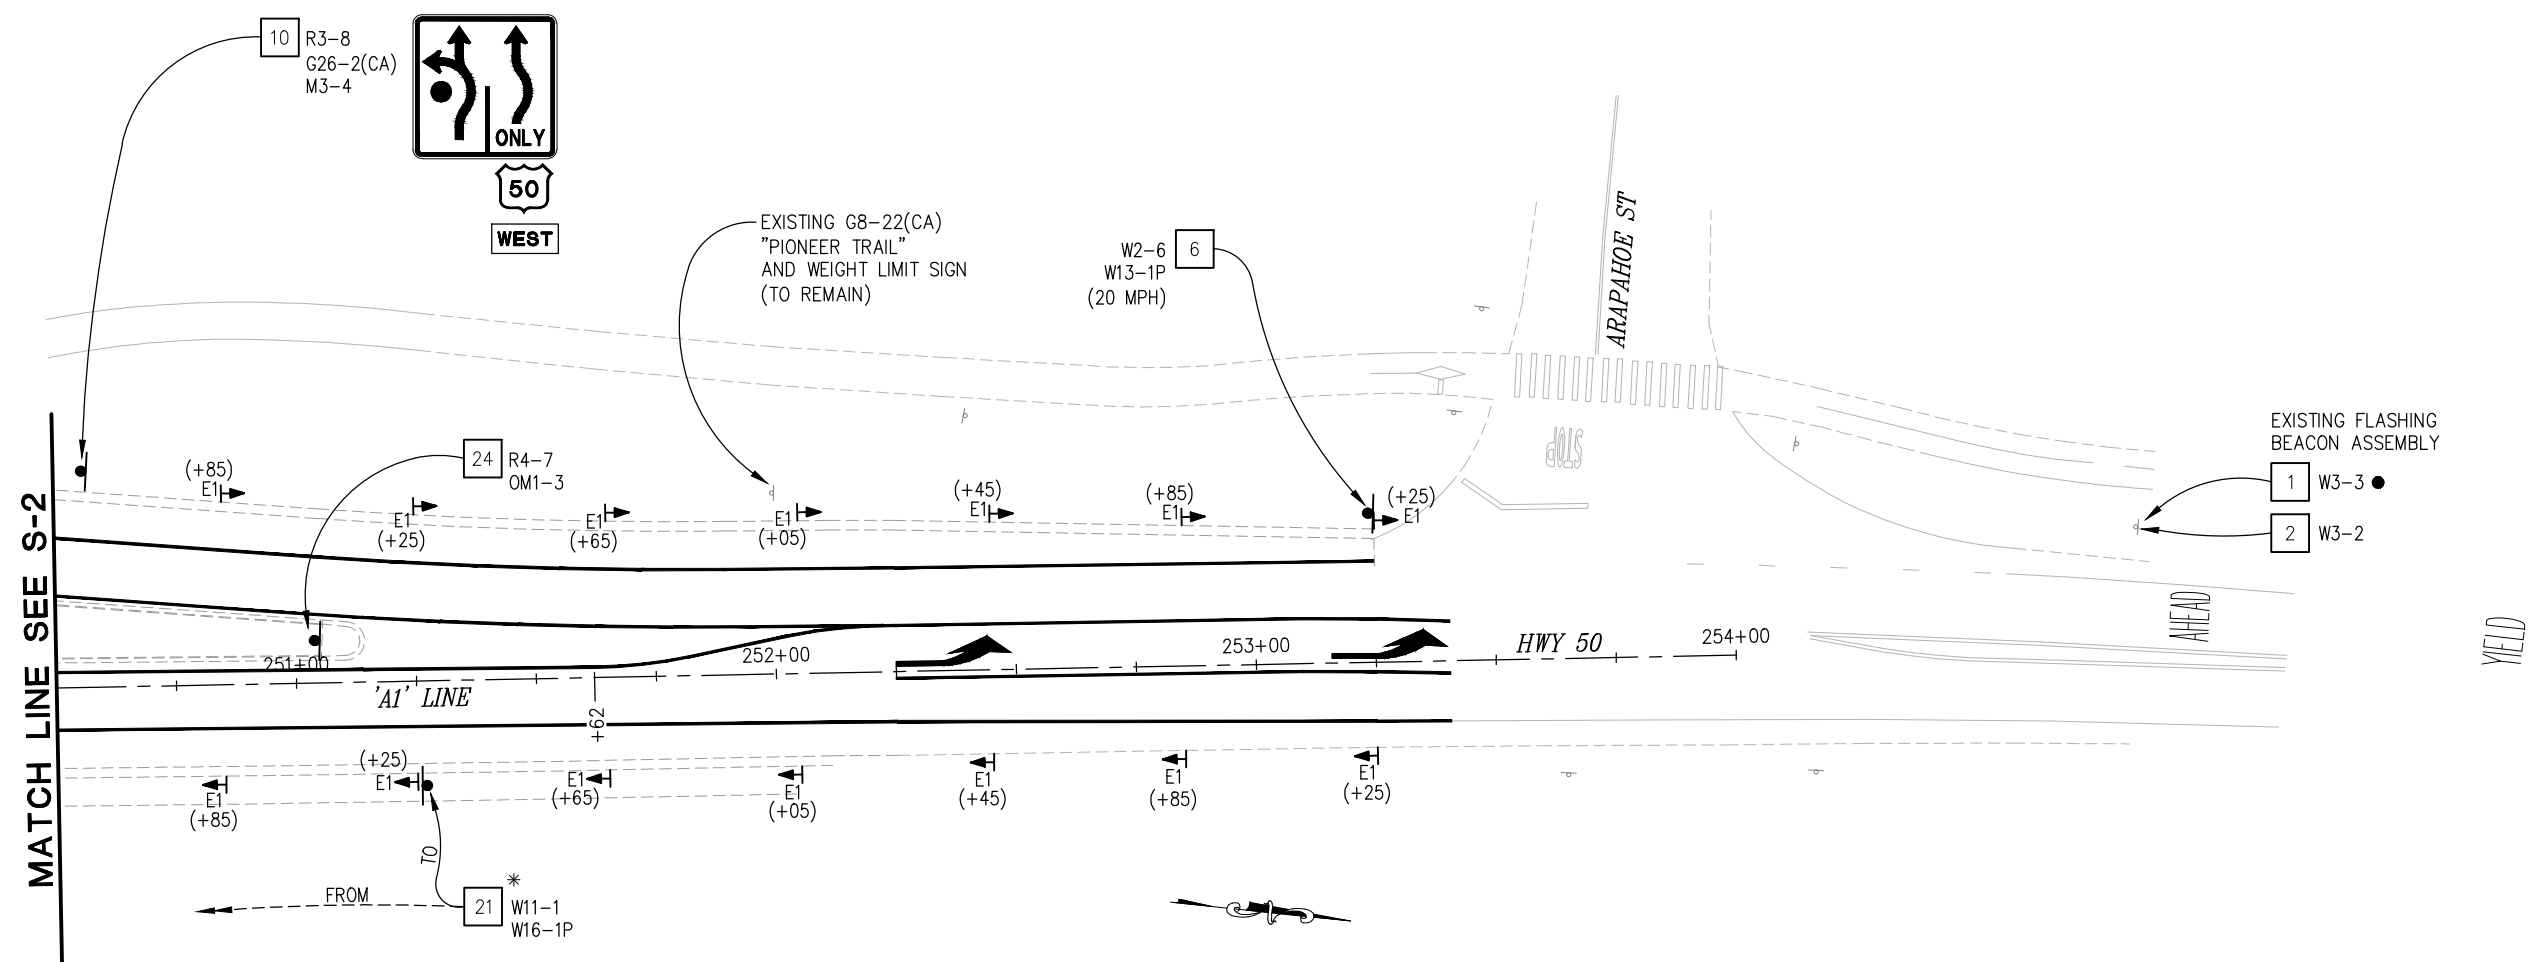 10
R3-8
G26-2(CA)
M3-4
ONLY
50
WEST
EXISTING G8-22(CA)
"PIONEER TRAIL"
AND WEIGHT LIMIT SIGN
(TO REMAIN)
W2-6
6
W13-1P
(20 MPH)
ARAPAHOE ST
STOP
EXISTING FLASHING
BEACON ASSEMBLY
1 W3-3
2 W3-2
AHEAD
YIELD
24
R4-7
OM1-3
(+85)
E1
E1
(+25)
E1
(+65)
E1
(+05)
(+45)
E1
(+85)
E1
(+25)
E1
MATCH LINE SEE S-2
251+00
252+00
253+00
HWY 50
254+00
'A1' LINE
+62
E1
(+85)
(+25)
E1
E1
(+65)
E1
(+05)
E1
(+45)
E1
(+85)
E1
(+25)
TO
FROM
21
*
W11-1
W16-1P